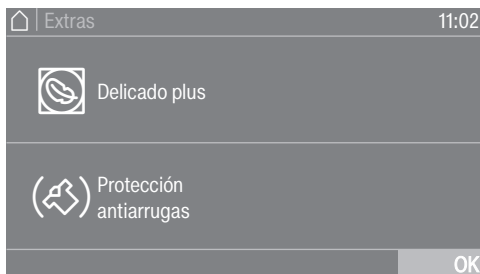 Extras 11:02
Delicado plus
Protección
antiarrugas
OK